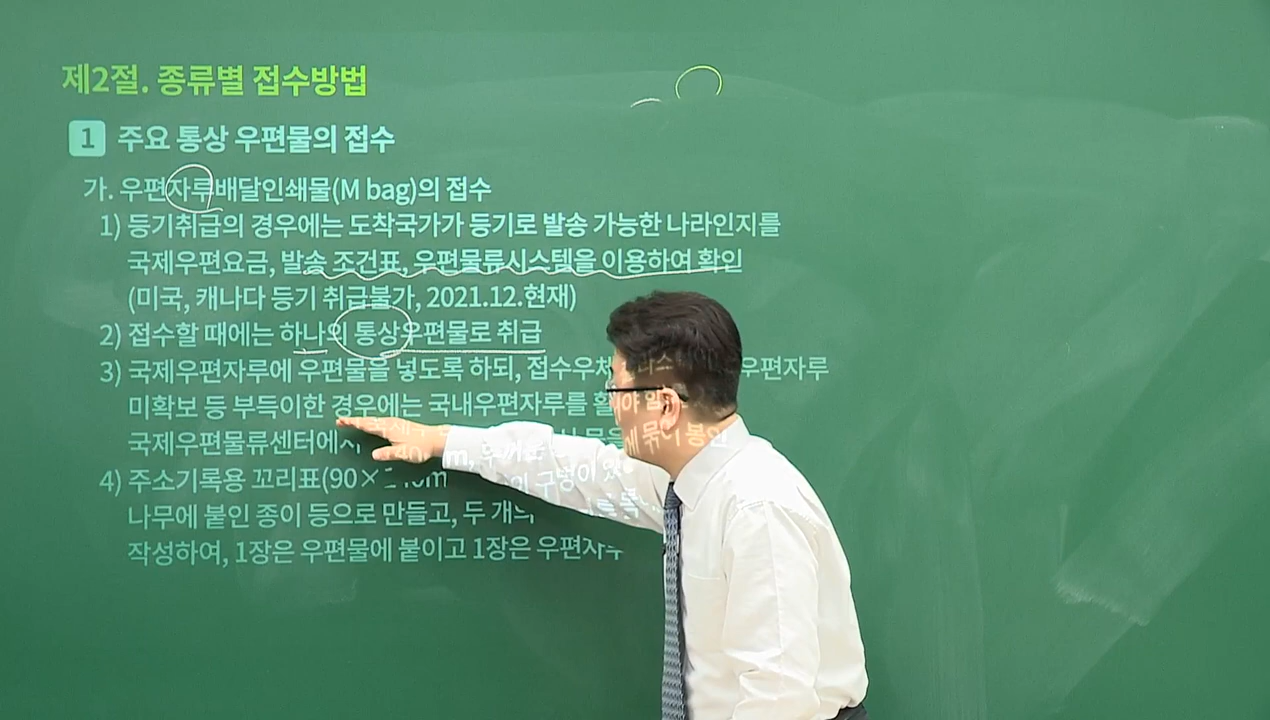 제2절. 종류별 접수방법
1 주요 통상 우편물의 접수
가. 우편자루배달인쇄물(M bag)의 접수
1) 등기취급의 경우에는 도착국가가 등기로 발송 가능한 나라인지를
국제우편요금, 발송 조건표, 우편물류시스템을 이용하여 확인
(미국, 캐나다 등기 취급불가, 2021.12.현재)
2) 접수할 때에는 하나의 통상우편물로 취급
3) 국제우편자루에 우편물을 넣도록 하되, 우편자루
미확보 등 부득이한 경우에는 국내우편자루를
국제우편물류센터에서 묶어 봉인
4) 주소기록용 꼬리표(90× 구멍이
나무에 붙인 종이 등으로 만들고, 두 개의
작성하여, 1장은 우편물에 붙이고 1장은 우편자루